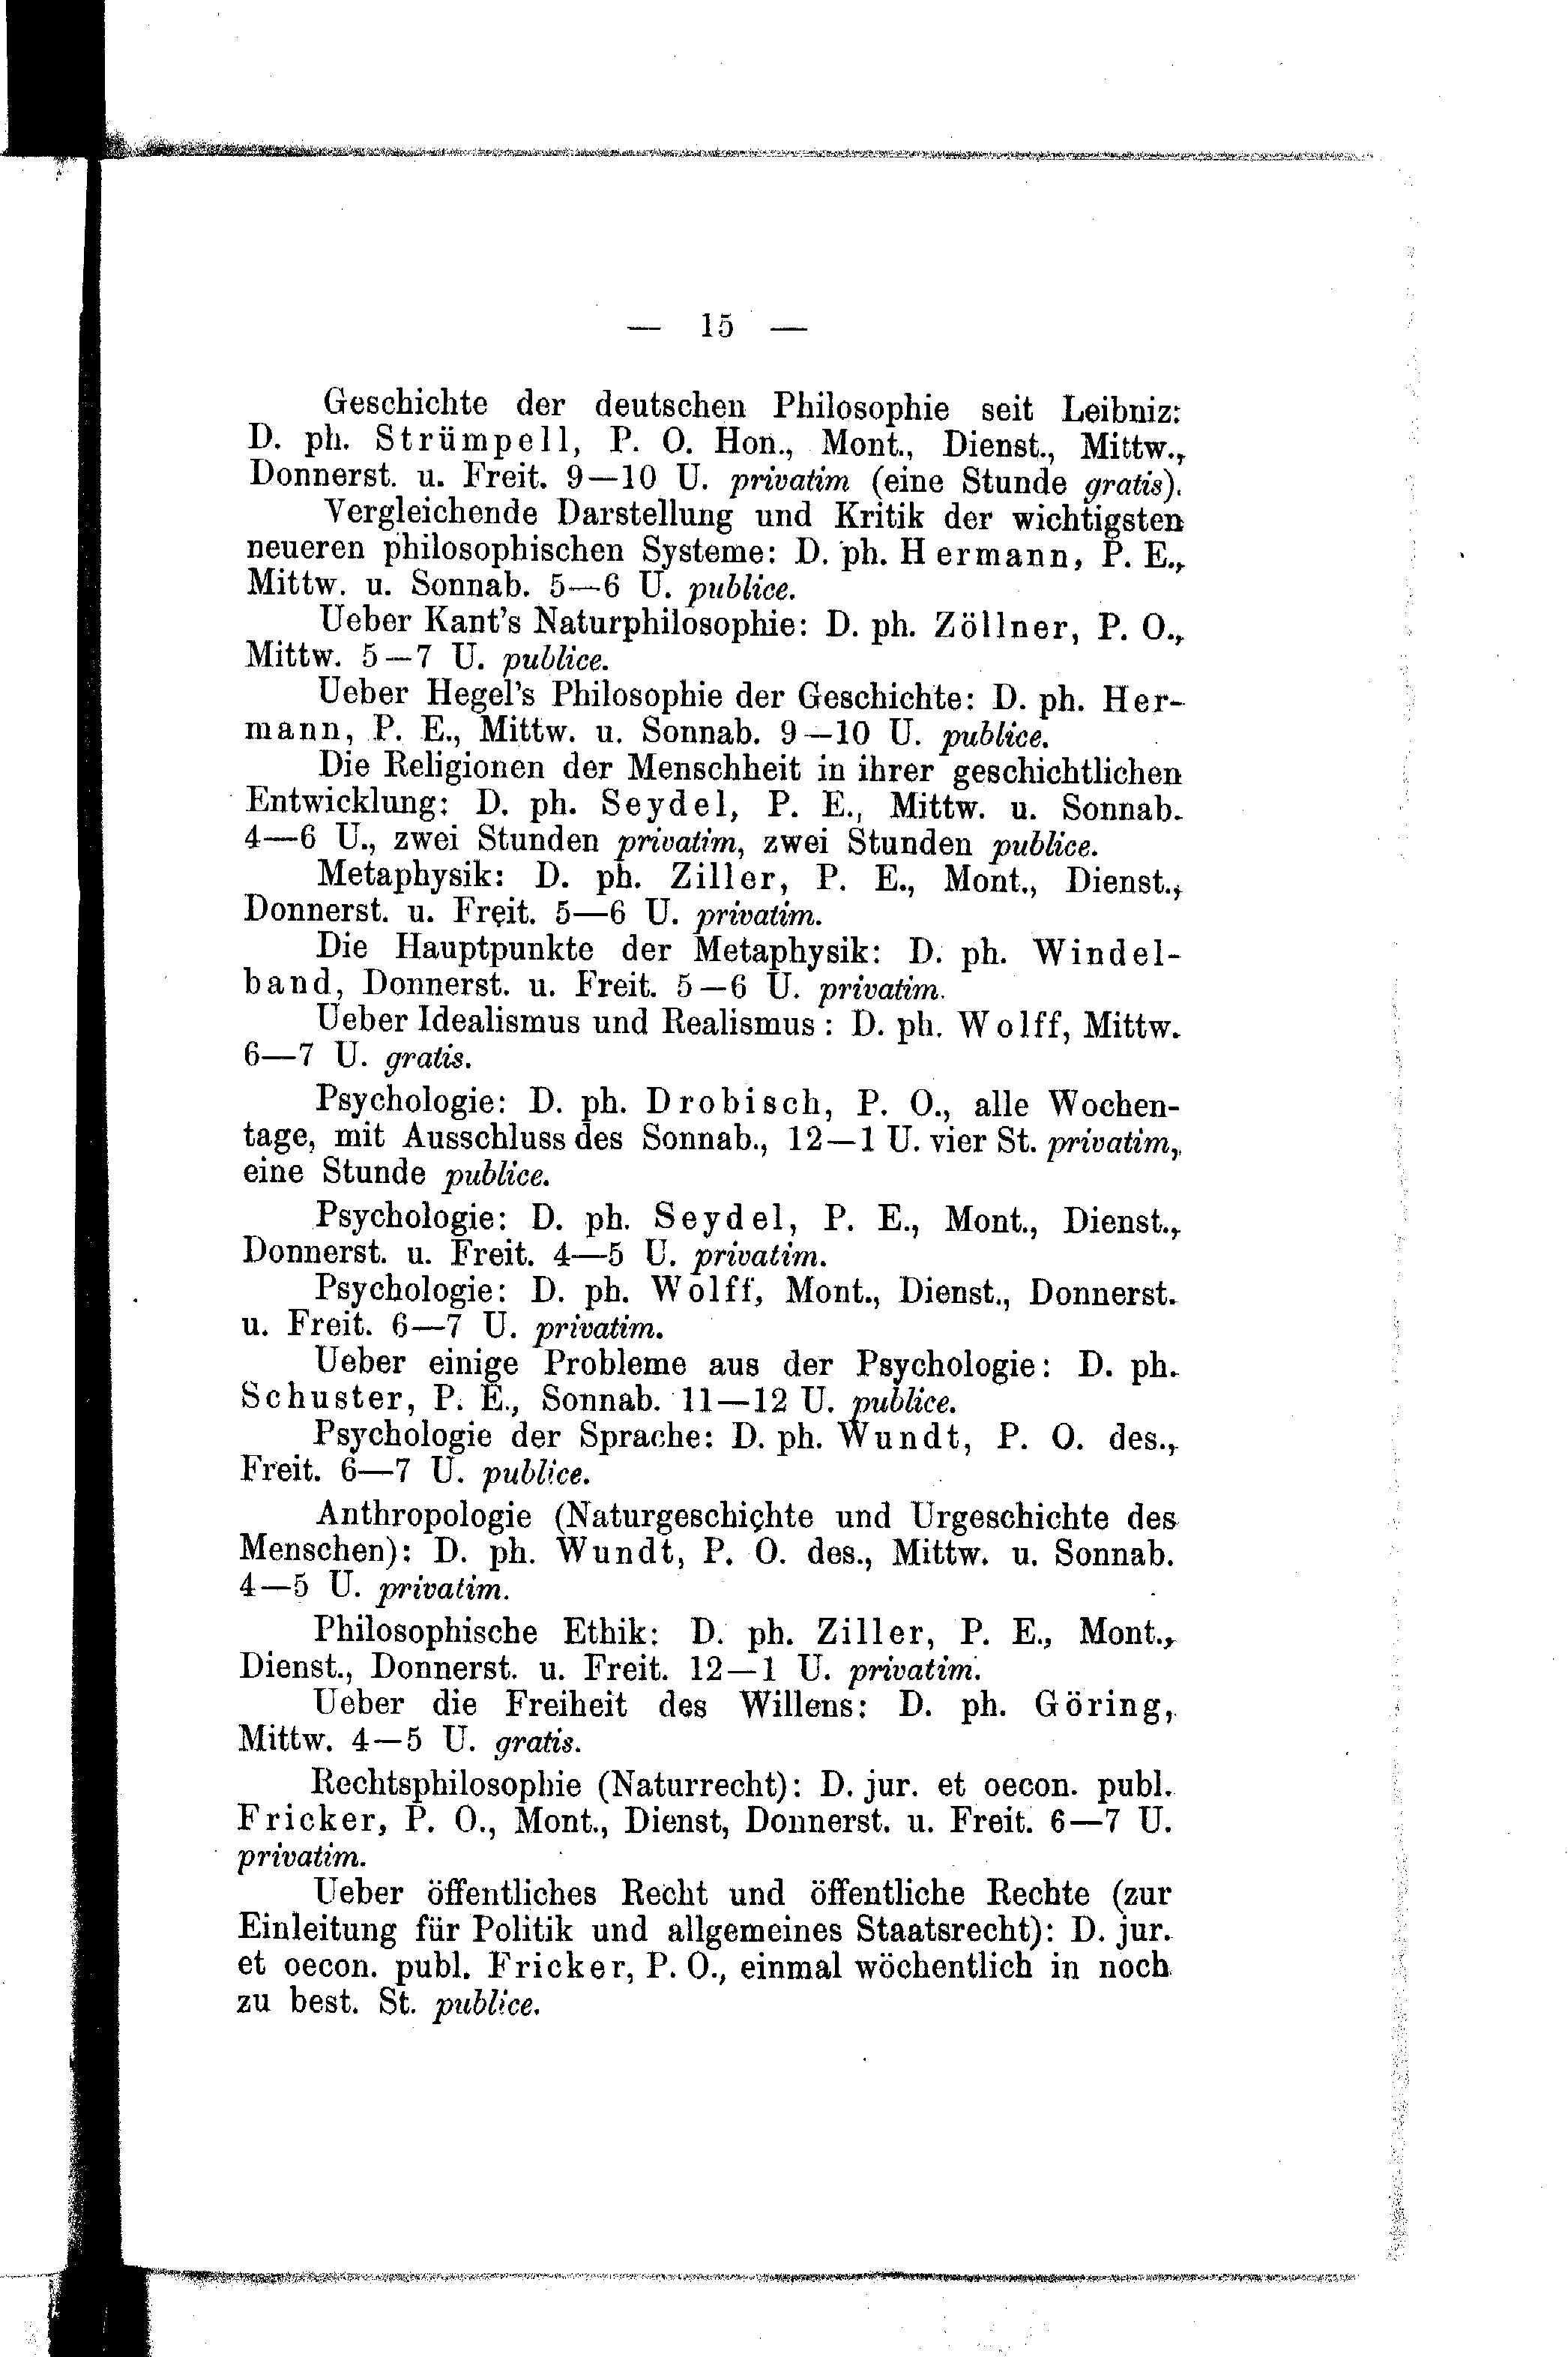 — 15 —
Geschichte der deutschen Philosophie seit Leibniz:
D. ph. Strümpell, P. O. Hon., Mont., Dienst., Mittw.,
Donnerst. u. Freit. 9—10 U. privatim (eine Stunde gratis).
Vergleichende Darstellung und Kritik der wichtigsten
neueren philosophischen Systeme: D. ph. Hermann, P. E.,
Mittw. u. Sonnab. 5—6 U. publice.
Ueber Kant's Naturphilosophie: D. ph. Zöllner, P. O.,
Mittw. 5—7 U. publice.
Ueber Hegel's Philosophie der Geschichte: D. ph. Her-
mann, P. E., Mittw. u. Sonnab. 9—10 U. publice.
Die Religionen der Menschheit in ihrer geschichtlichen
Entwicklung: D. ph. Seydel, P. E., Mittw. u. Sonnab.
4—6 U., zwei Stunden privatim, zwei Stunden publice.
Metaphysik: D. ph. Ziller, P. E., Mont., Dienst.,
Donnerst. u. Freit. 5—6 U. privatim.
Die Hauptpunkte der Metaphysik: D. ph. Windel-
band, Donnerst. u. Freit. 5—6 U. privatim.
Ueber Idealismus und Realismus: D. ph. Wolff, Mittw.
6—7 U. gratis.
Psychologie: D. ph. Drobisch, P. O., alle Wochen-
tage, mit Ausschluss des Sonnab., 12—1 U. vier St. privatim,
eine Stunde publice.
Psychologie: D. ph. Seydel, P. E., Mont., Dienst.,
Donnerst. u. Freit. 4—5 U. privatim.
Psychologie: D. ph. Wolff, Mont., Dienst., Donnerst.
u. Freit. 6—7 U. privatim.
Ueber einige Probleme aus der Psychologie: D. ph.
Schuster, P. E., Sonnab. 11—12 U. publice.
Psychologie der Sprache: D. ph. Wundt, P. O. des.,
Freit. 6—7 U. publice.
Anthropologie (Naturgeschichte und Urgeschichte des
Menschen): D. ph. Wundt, P. O. des., Mittw. u. Sonnab.
4—5 U. privatim.
Philosophische Ethik: D. ph. Ziller, P. E., Mont.,
Dienst., Donnerst. u. Freit. 12—1 U. privatim.
Ueber die Freiheit des Willens: D. ph. Göring,
Mittw. 4—5 U. gratis.
Rechtsphilosophie (Naturrecht): D. jur. et oecon. publ.
Fricker, P. O., Mont., Dienst, Donnerst. u. Freit. 6—7 U.
privatim.
Ueber öffentliches Recht und öffentliche Rechte (zur
Einleitung für Politik und allgemeines Staatsrecht): D. jur.
et oecon. publ. Fricker, P. O., einmal wöchentlich in noch
zu best. St. publice.